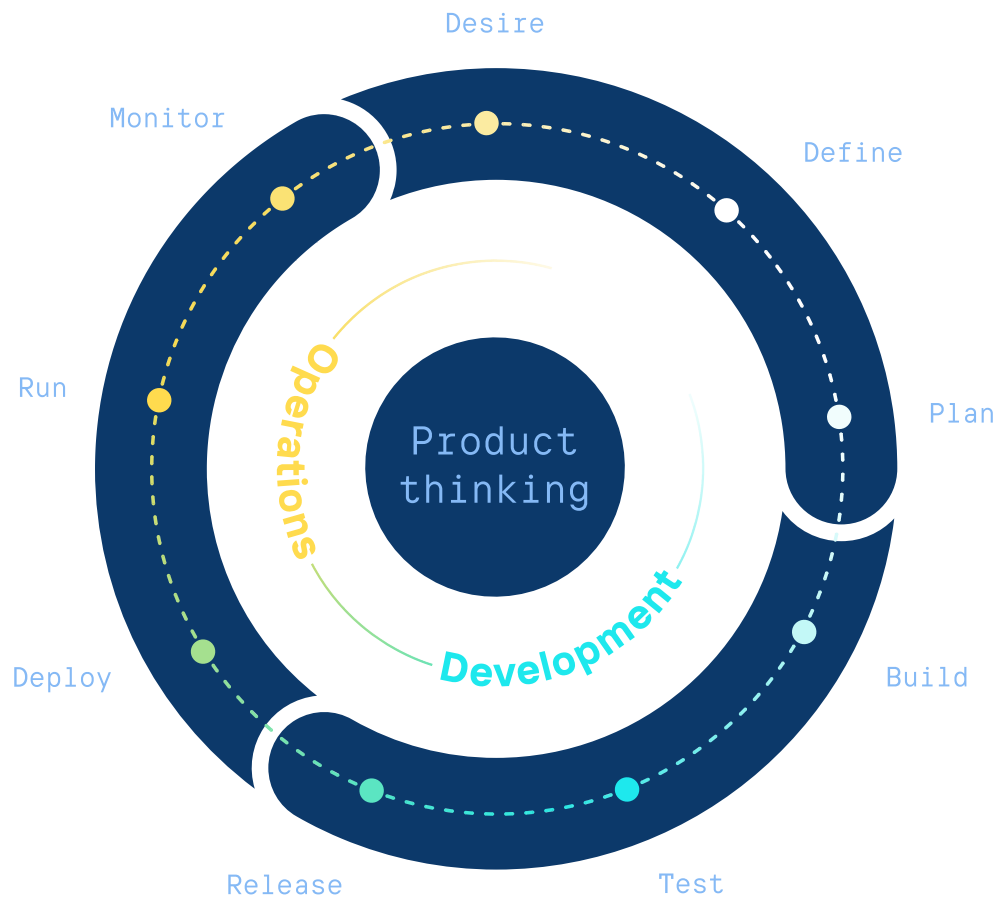 Desire
Monitor
Define
Run
Plan
Operations
Product
thinking
Development
Deploy
Build
Release
Test